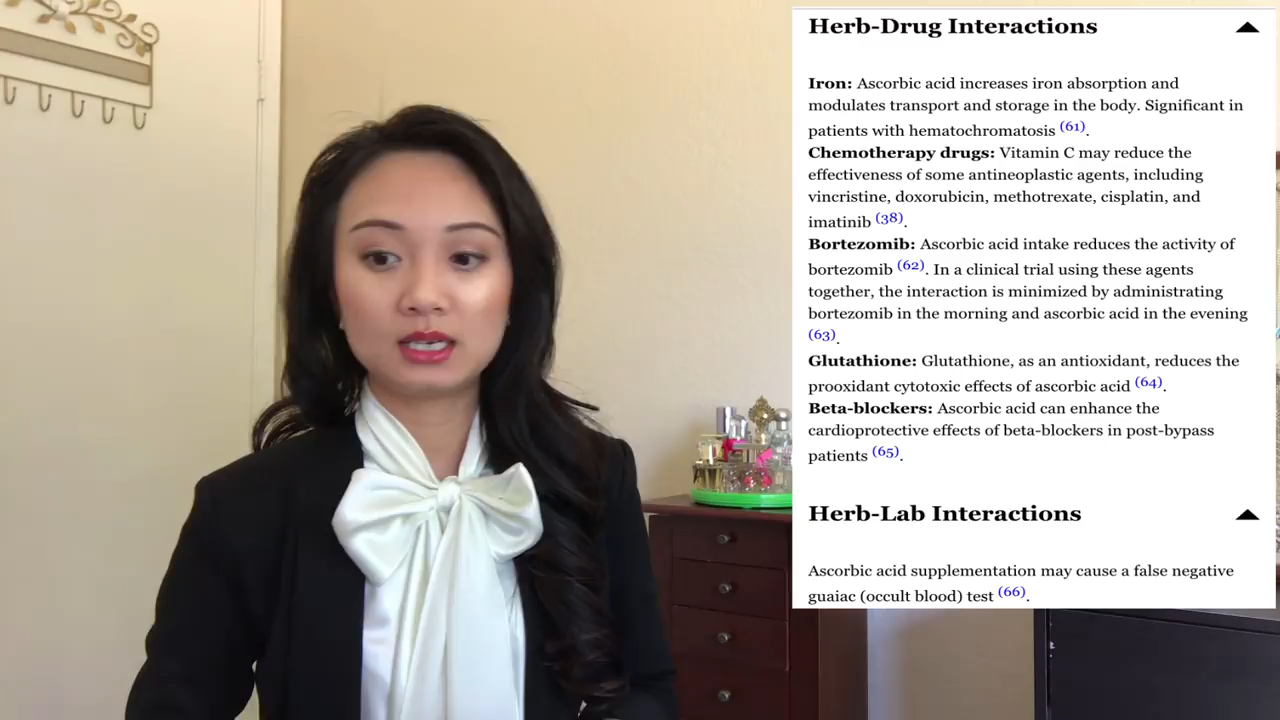 Herb-Drug Interactions
Iron: Ascorbic acid increases iron absorption and
modulates transport and storage in the body. Significant in
patients with hematochromatosis (61).
Chemotherapy drugs: Vitamin C may reduce the
effectiveness of some antineoplastic agents, including
vincristine, doxorubicin, methotrexate, cisplatin, and
imatinib (38).
Bortezomib: Ascorbic acid intake reduces the activity of
bortezomib (62). In a clinical trial using these agents
together, the interaction is minimized by administrating
bortezomib in the morning and ascorbic acid in the evening
(63).
Glutathione: Glutathione, as an antioxidant, reduces the
prooxidant cytotoxic effects of ascorbic acid (64).
Beta-blockers: Ascorbic acid can enhance the
cardioprotective effects of beta-blockers in post-bypass
patients (65).
Herb-Lab Interactions
Ascorbic acid supplementation may cause a false negative
guaiac (occult blood) test (66).